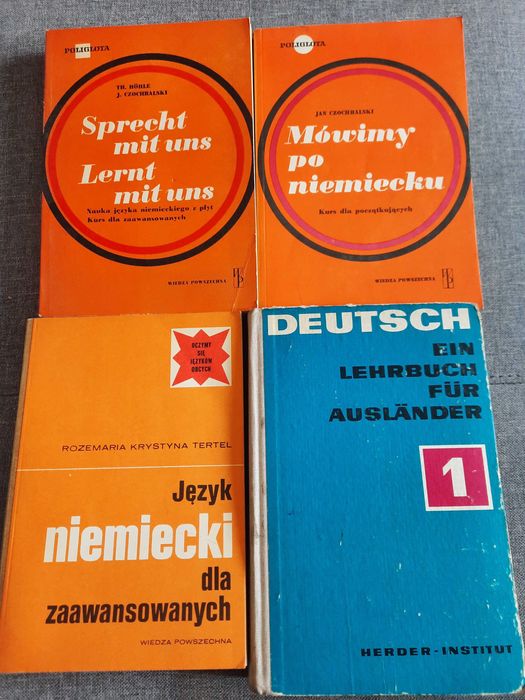 POLIGLOTA
TH. HÖHLE
J. CZOCHRALSKI
Sprecht
mit uns
Lernt
mit uns
Nauka języka niemieckiego z płyt
Kurs dla zaawansowanych
WIEDZA POWSZECHNA
POLIGLOTA
JAN CZOCHRALSKI
Mówimy
po
niemiecku
Kurs dla początkujących
WIEDZA POWSZECHNA
UCZYMY
SIĘ
JĘZYKÓW
OBCYCH
ROZEMARIA KRYSTYNA TERTEL
Język
niemiecki
dla
zaawansowanych
WIEDZA POWSZECHNA
DEUTSCH
EIN
LEHRBUCH
FÜR
AUSLÄNDER
1
HERDER-INSTITUT